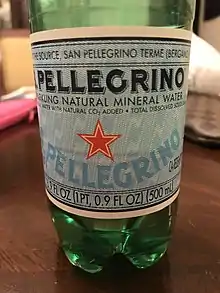 SOURCE, SAN PELLEGRINO TERME (BERGAMO
PELLEGRINO
KLING NATURAL MINERAL WATER
WITH NATURAL CO₂ ADDED • TOTAL DISSOLVED
PELLEGRINO
FL OZ (1PT, 0.9 FL OZ) (500 mL)